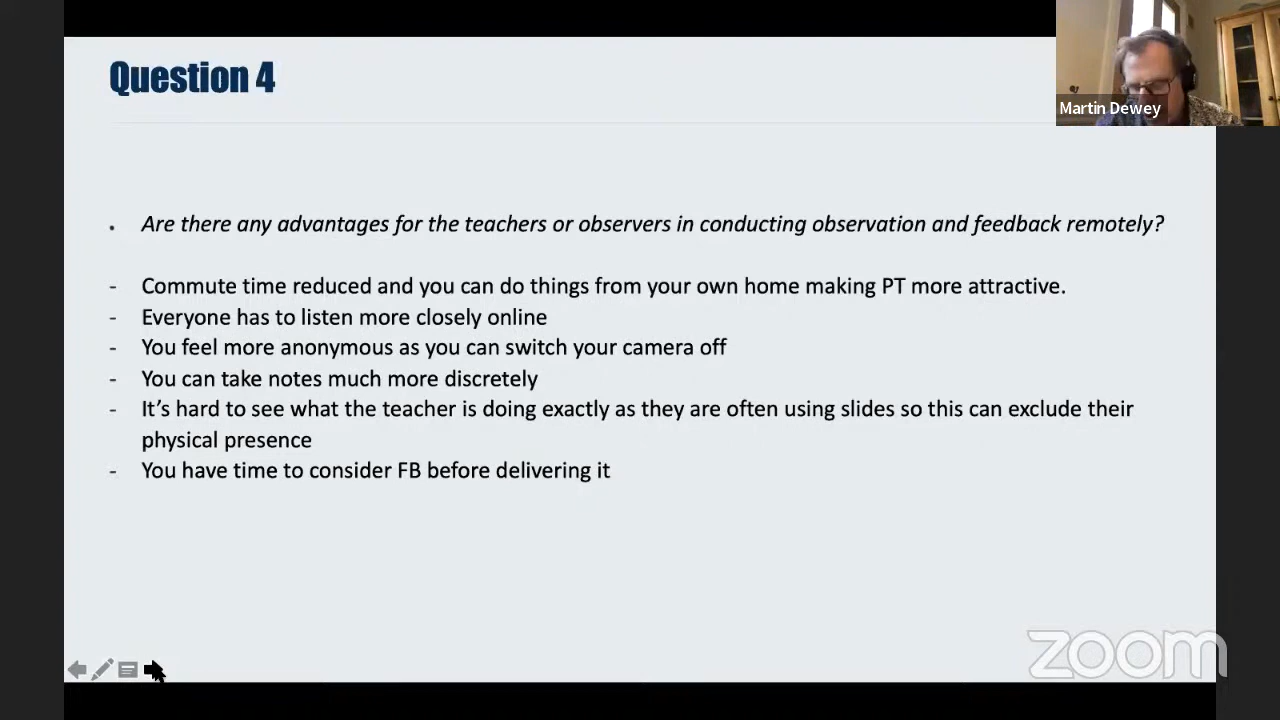 Question 4
Martin Dewey
. Are there any advantages for the teachers or observers in conducting observation and feedback remotely?
- Commute time reduced and you can do things from your own home making PT more attractive.
- Everyone has to listen more closely online
- You feel more anonymous as you can switch your camera off
- You can take notes much more discretely
- It’s hard to see what the teacher is doing exactly as they are often using slides so this can exclude their
physical presence
- You have time to consider FB before delivering it
zoom